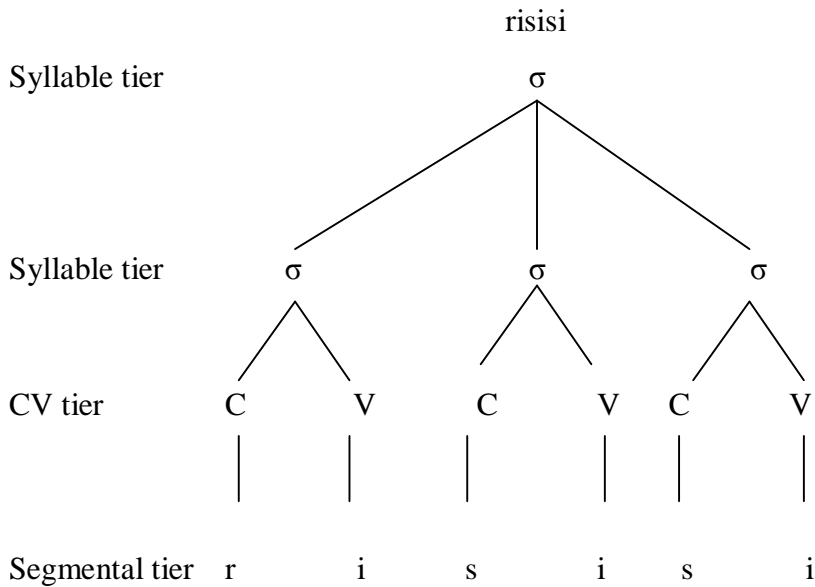 risisi
Syllable tier σ
Syllable tier σ σ σ
CV tier C V C V C V
Segmental tier r i s i s i